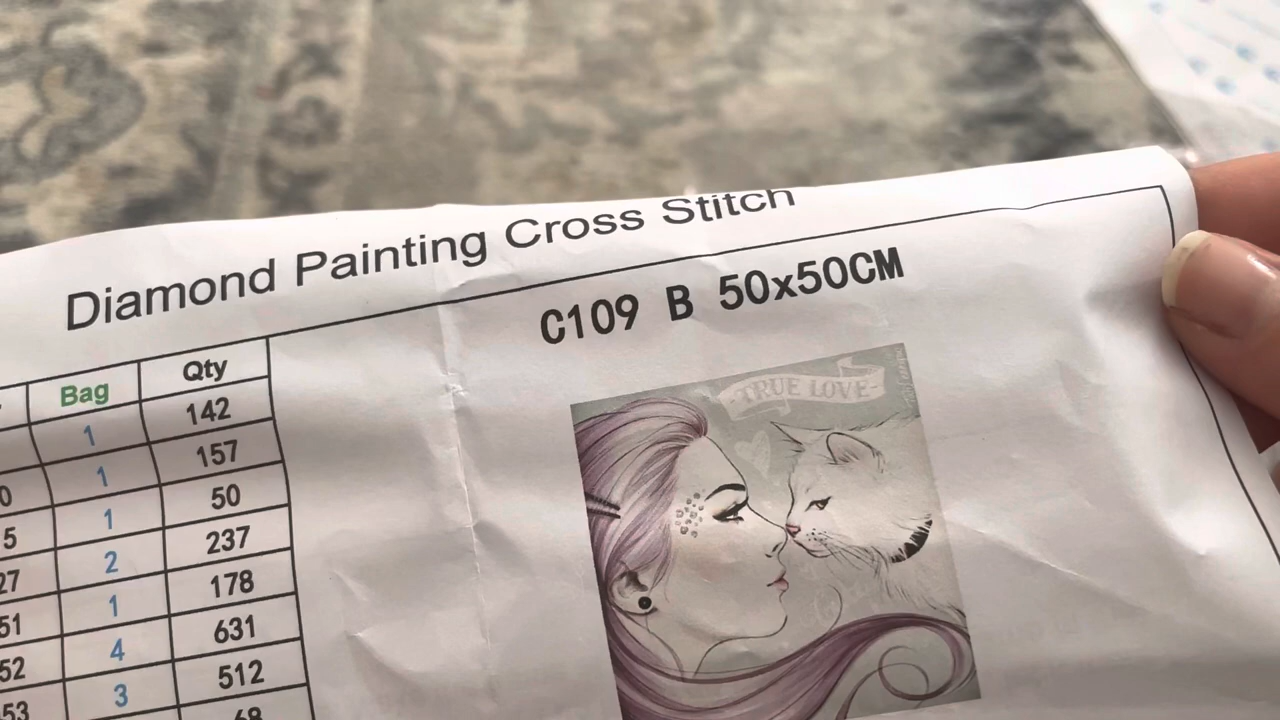 Diamond Painting Cross Stitch
C109 B 50x50CM
-TRUE LOVE-
Bag Qty
1 142
0 1 157
5 1 50
27 2 237
51 1 178
52 4 631
53 3 512
68